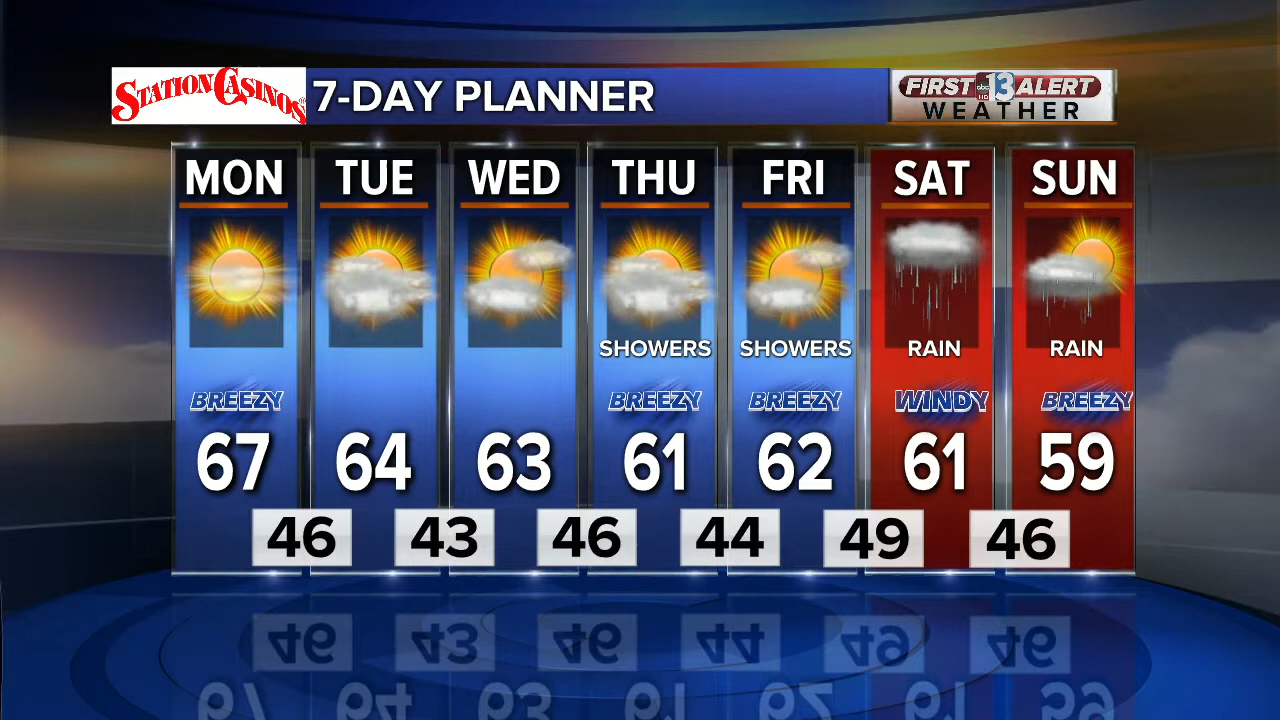 STATION CASINOS®
7-DAY PLANNER
FIRST abc 13 HD ALERT
WEATHER
MON TUE WED THU FRI SAT SUN
SHOWERS SHOWERS RAIN RAIN
BREEZY BREEZY BREEZY WINDY BREEZY
67 64 63 61 62 61 59
46 43 46 44 49 46